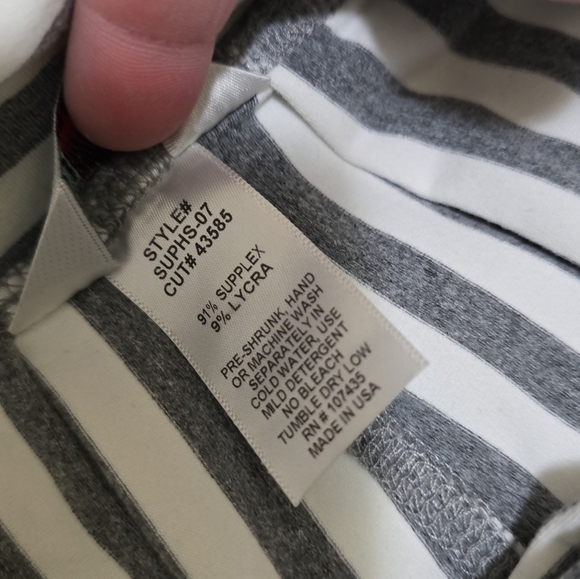 STYLE#
SUPHS-07
CUT# 43585
91% SUPPLEX
9% LYCRA
PRE-SHRUNK, HAND
OR MACHINE WASH
SEPARATELY IN
COLD WATER, USE
MILD DETERGENT
NO BLEACH
TUMBLE DRY LOW
RN# 107435
MADE IN USA